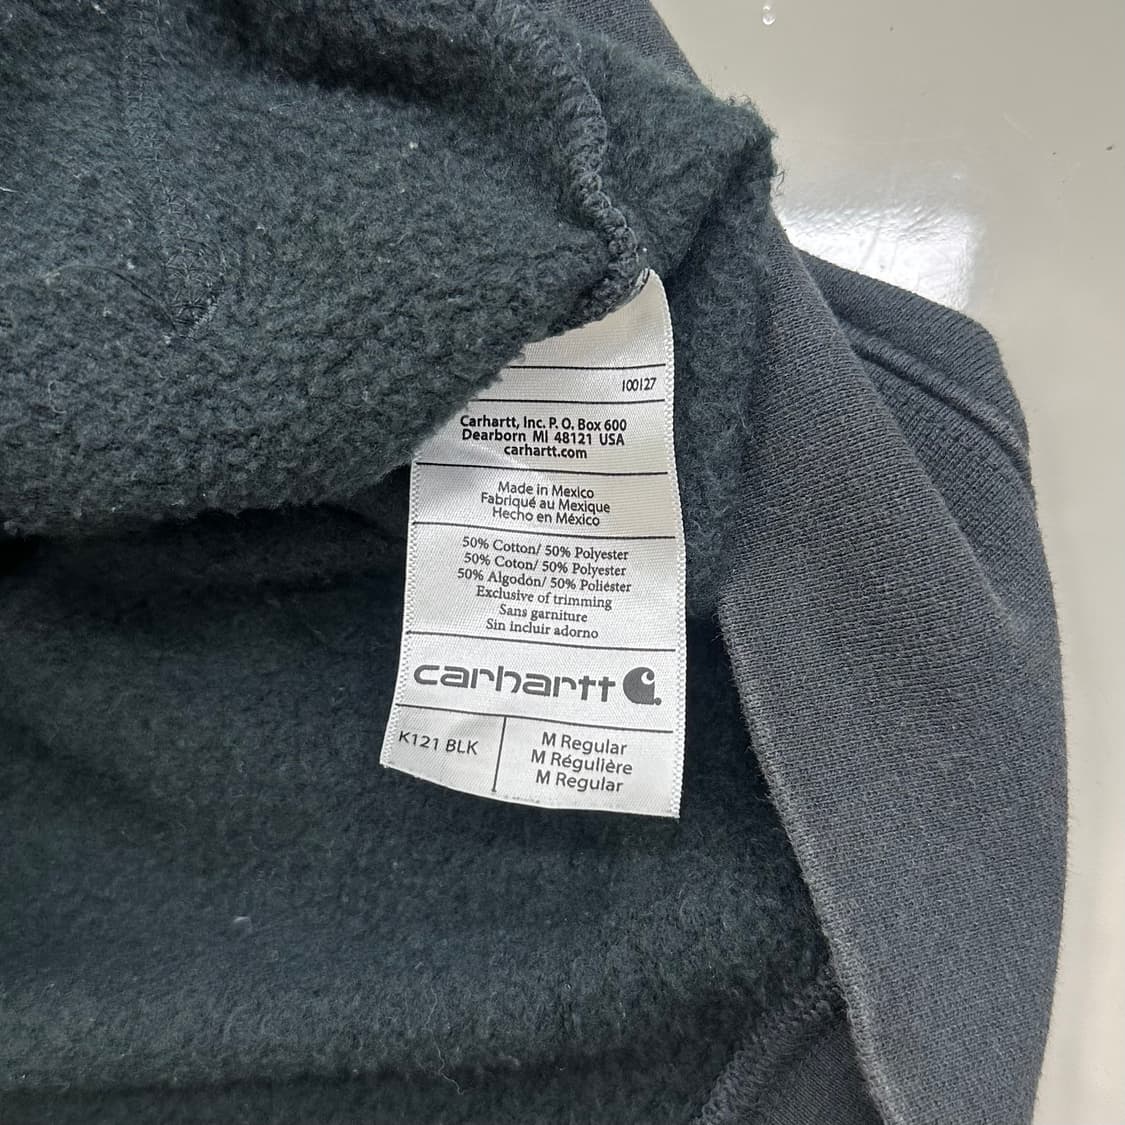 100127
Carhartt, Inc. P. O. Box 600
Dearborn MI 48121 USA
carhartt.com
Made in Mexico
Fabriqué au Mexique
Hecho en México
50% Cotton/ 50% Polyester
50% Coton/ 50% Polyester
50% Algodón/ 50% Poliéster
Exclusive of trimming
Sans garniture
Sin incluir adorno
carhartt
K121 BLK
M Regular
M Régulière
M Regular